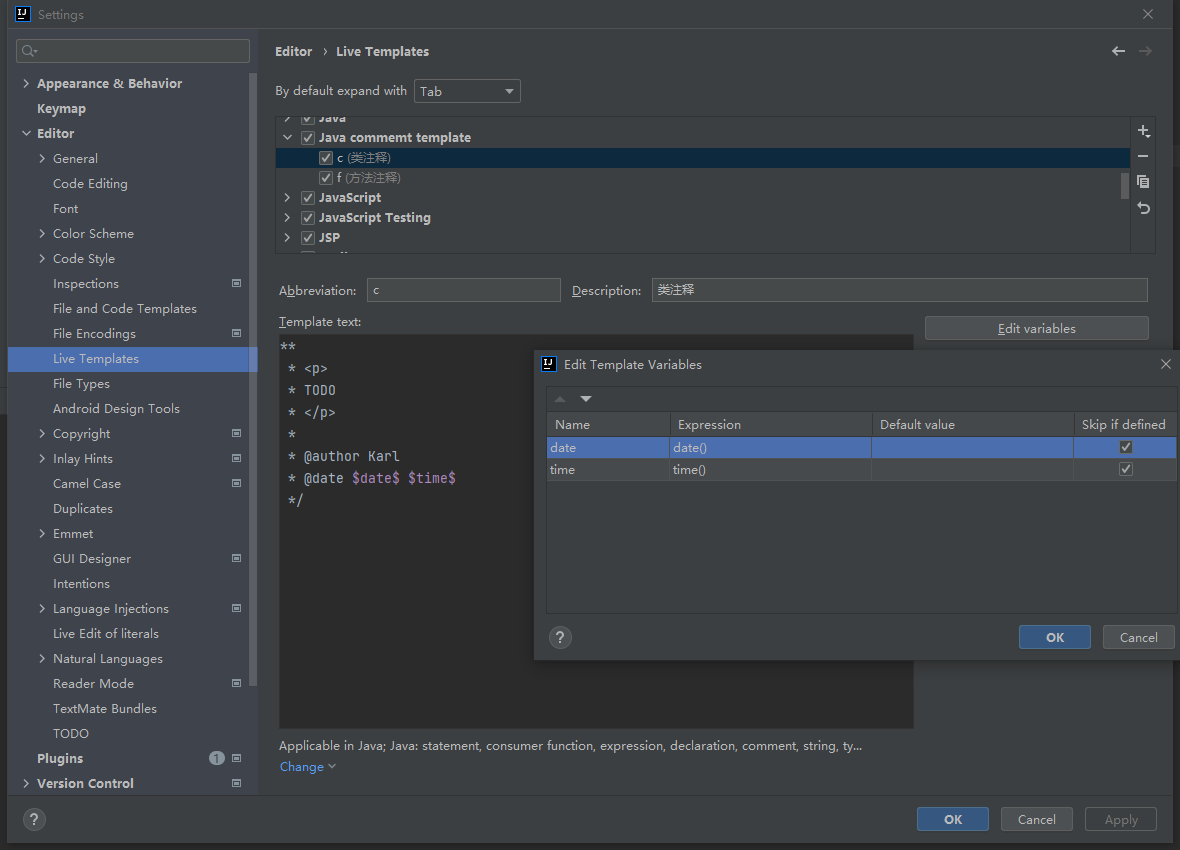 Settings
Appearance & Behavior
Keymap
Editor
General
Code Editing
Font
Color Scheme
Code Style
Inspections
File and Code Templates
File Encodings
Live Templates
File Types
Android Design Tools
Copyright
Inlay Hints
Camel Case
Duplicates
Emmet
GUI Designer
Intentions
Language Injections
Live Edit of literals
Natural Languages
Reader Mode
TextMate Bundles
TODO
Plugins 1
Version Control
?
Editor › Live Templates
By default expand with Tab
Java
Java commemt template
c (类注释)
f (方法注释)
JavaScript
JavaScript Testing
JSP
Abbreviation: c Description: 类注释
Template text:
Edit variables
**
* <p>
* TODO
* </p>
*
* @author Karl
* @date $date$ $time$
*/
IJ Edit Template Variables
Name Expression Default value Skip if defined
date date()
time time()
? OK Cancel
Applicable in Java; Java: statement, consumer function, expression, declaration, comment, string, ty...
Change
OK Cancel Apply